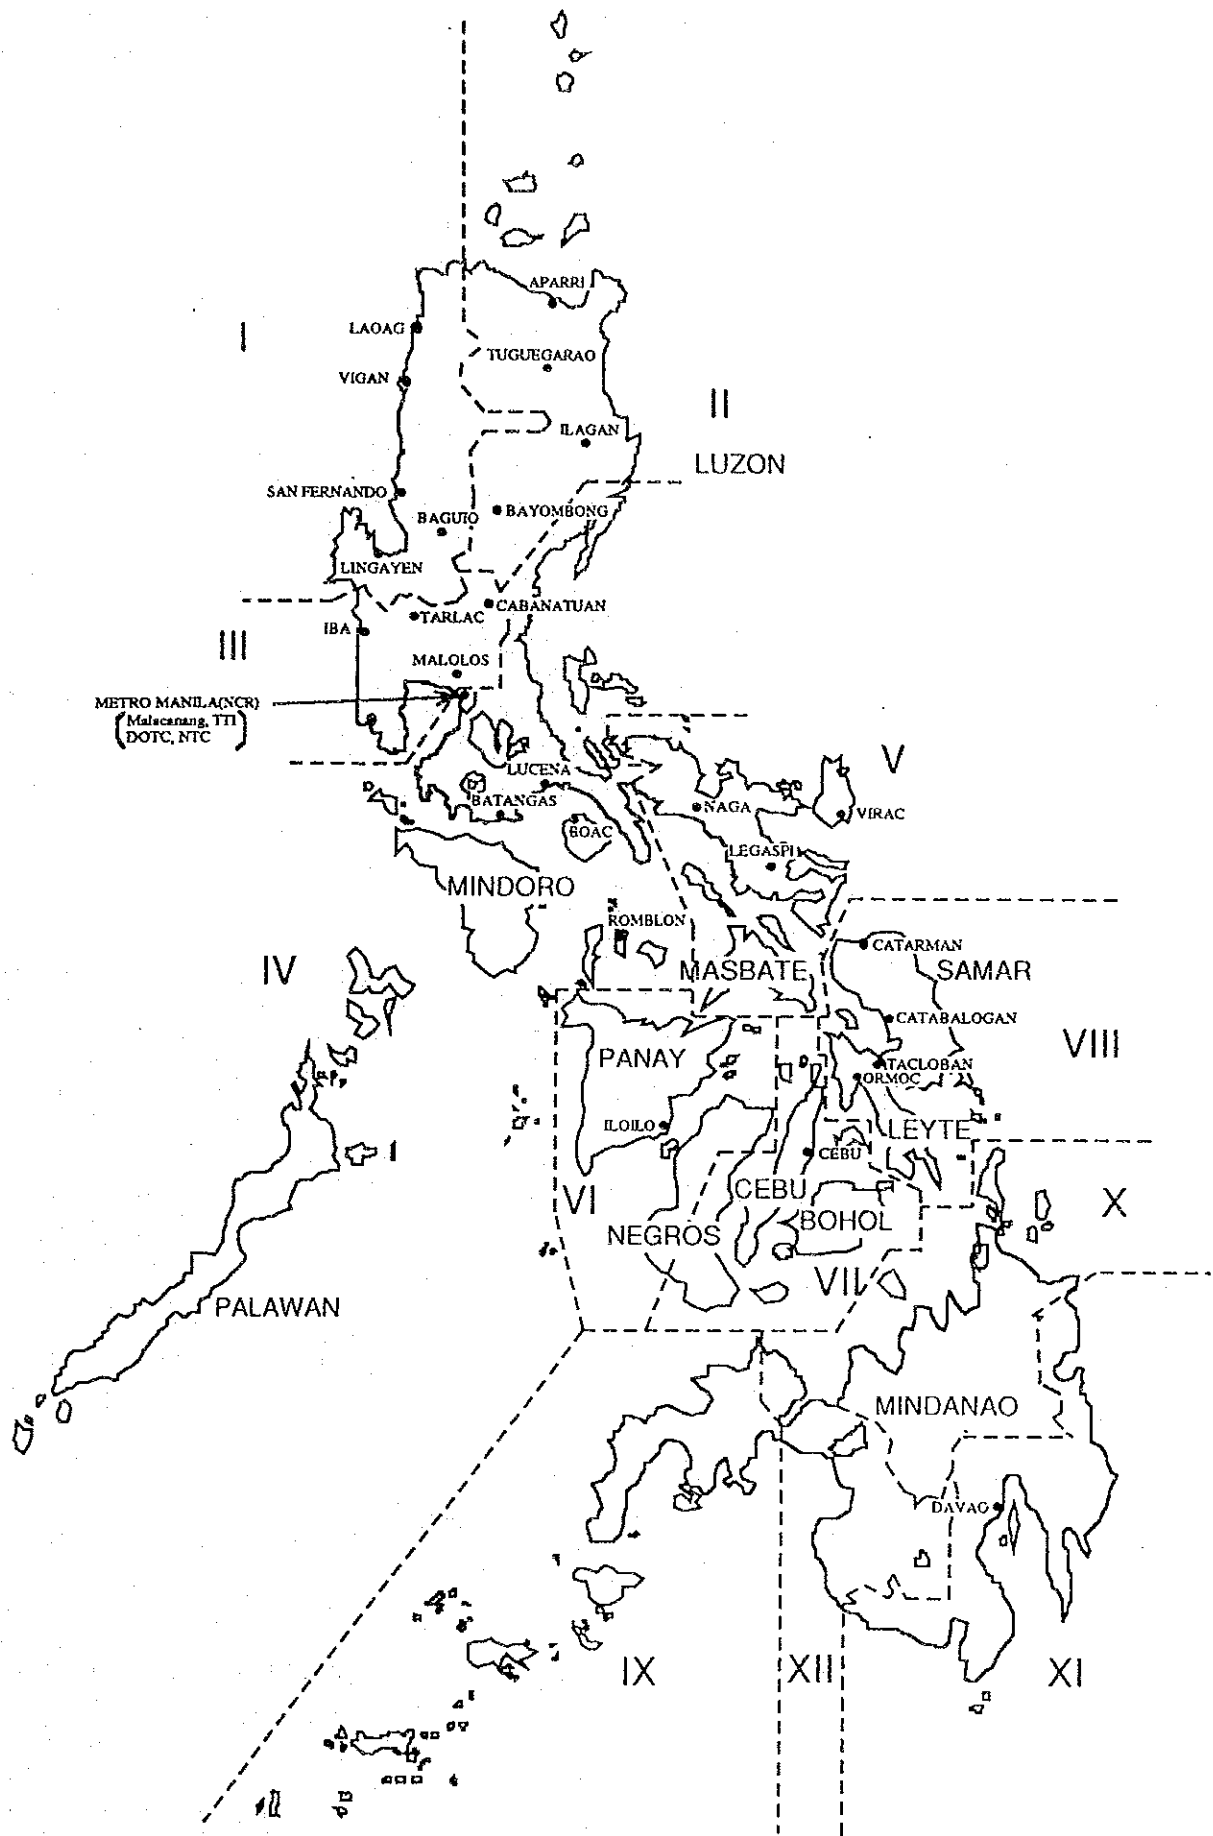 APARRI
I
LAOAG
TUGUEGARAO
VIGAN
II
ILAGAN
LUZON
SAN FERNANDO
BAGUIO
BAYOMBONG
LINGAYEN
CABANATUAN
TARLAC
IBA
III
MALOLOS
METRO MANILA(NCR)
(Malacanang, TTI
DOTC, NTC)
V
LUCENA
BATANGAS
NAGA
VIRAC
BOAC
LEGASPI
MINDORO
ROMBLON
CATARMAN
IV
MASBATE
SAMAR
CATABALOGAN
PANAY
VIII
TACLOBAN
ORMOC
ILOILO
LEYTE
CEBU
VI
CEBU
X
NEGROS
BOHOL
VII
PALAWAN
MINDANAO
DAVAO
IX
XII
XI